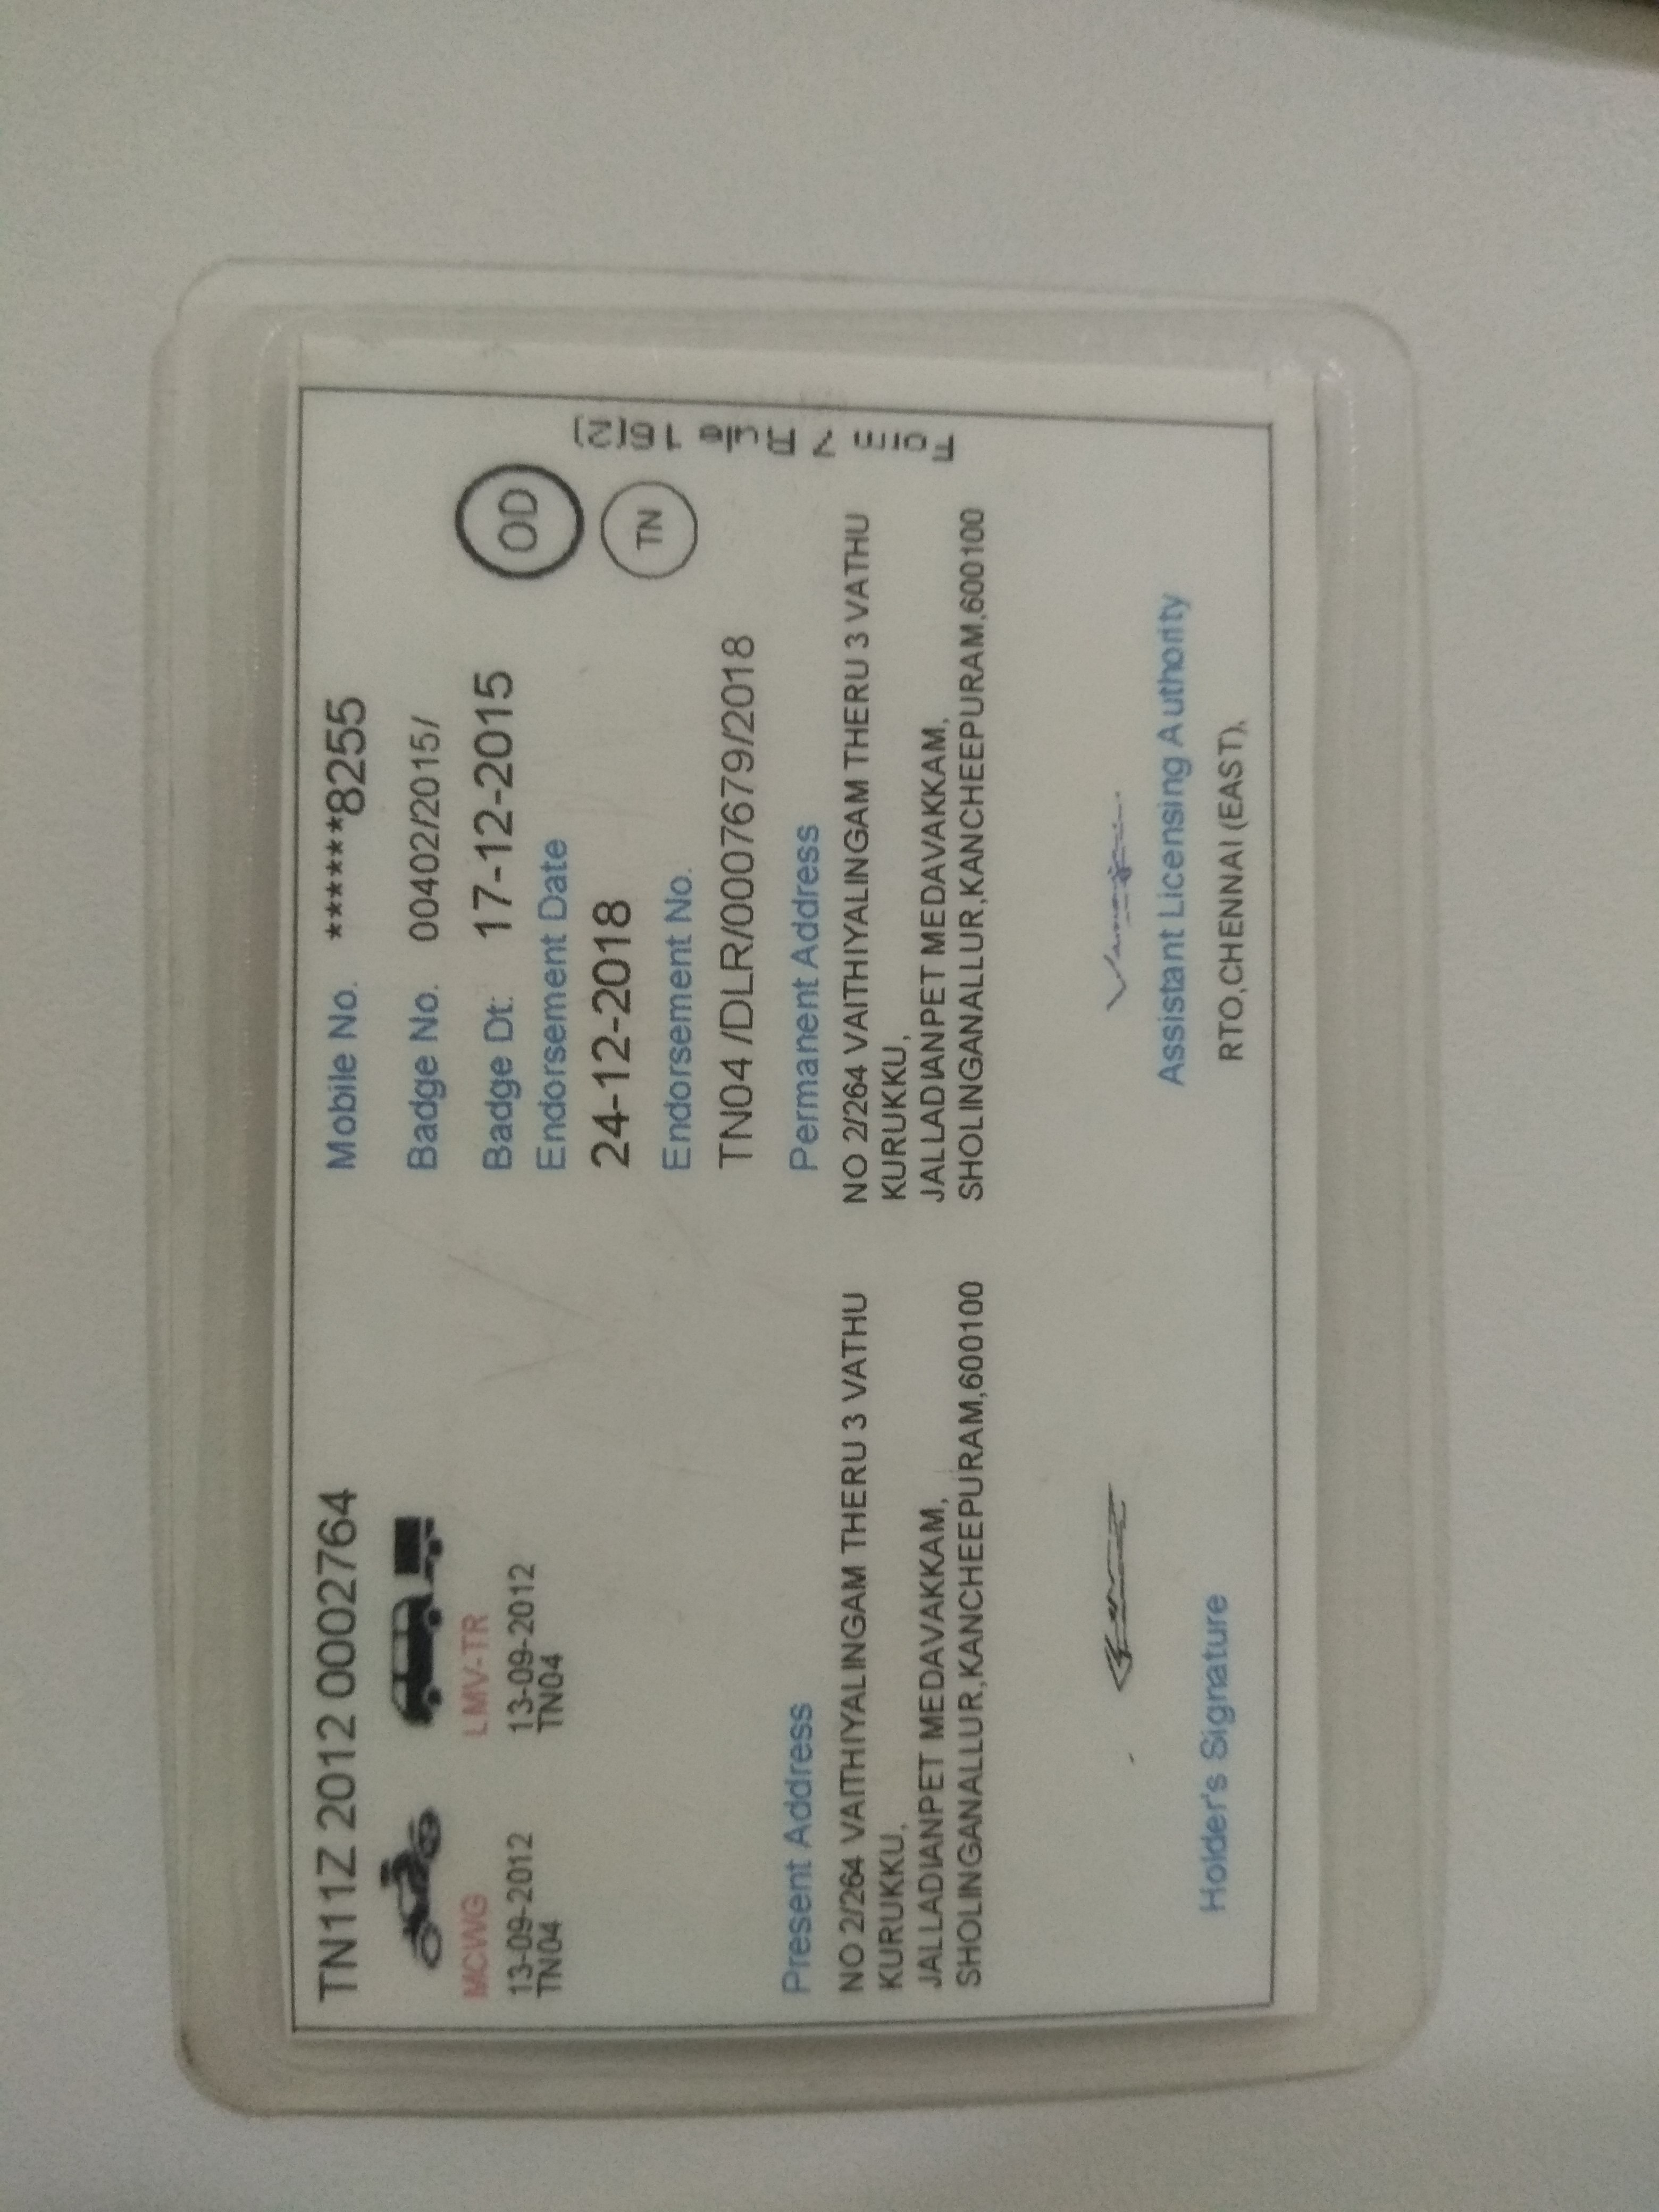 TN11Z 2012 0002764
MCWG
13-09-2012
TN04
LMV-TR
13-09-2012
TN04
Mobile No. ******8255
Badge No. 00402/2015/
Badge Dt. 17-12-2015
Endorsement Date
24-12-2018
Endorsement No.
TN04 /DLR/0007679/2018
OD
TN
Form 7 Rule 16(2)
Present Address
NO 2/264 VAITHIYALINGAM THERU 3 VATHU
KURUKKU,
JALLADIANPET MEDAVAKKAM,
SHOLINGANALLUR,KANCHEEPURAM,600100
Permanent Address
NO 2/264 VAITHIYALINGAM THERU 3 VATHU
KURUKKU,
JALLADIANPET MEDAVAKKAM,
SHOLINGANALLUR,KANCHEEPURAM,600100
Holder's Signature
Assistant Licensing Authority
RTO,CHENNAI (EAST),